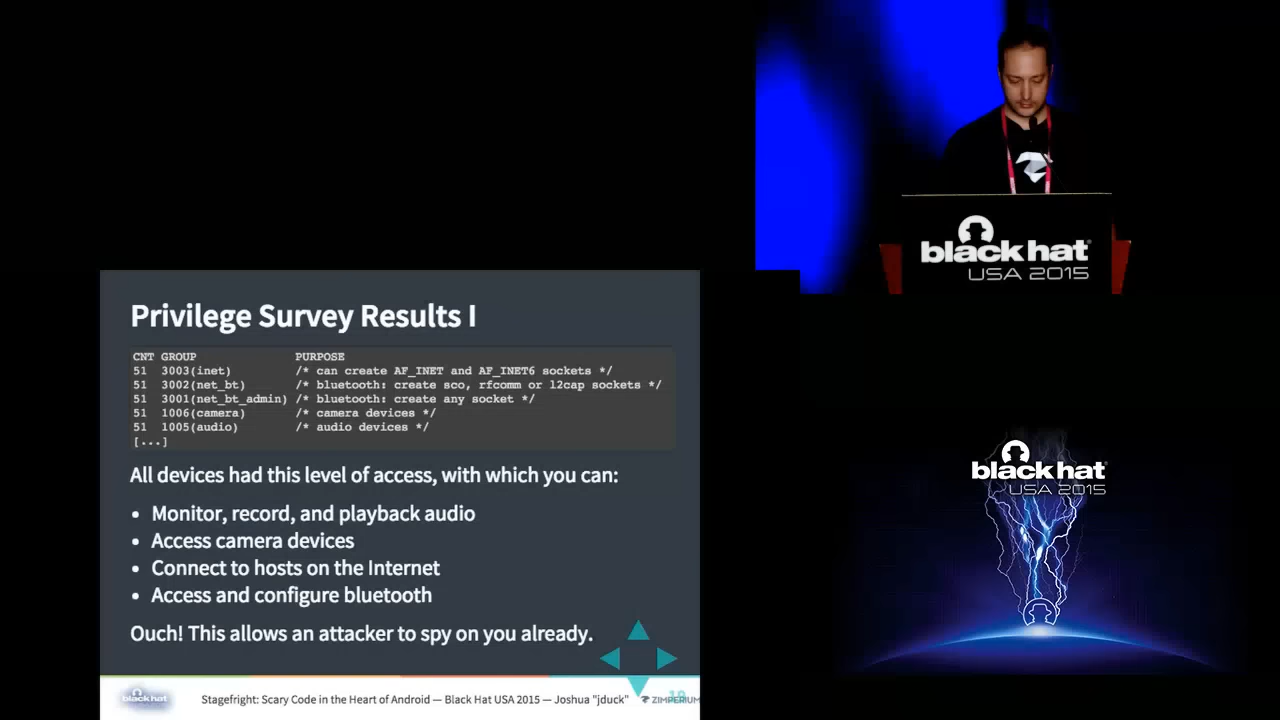 black hat
USA 2015
Privilege Survey Results I
CNT GROUP PURPOSE
51 3003(inet) /* can create AF_INET and AF_INET6 sockets */
51 3002(net_bt) /* bluetooth: create sco, rfcomm or l2cap sockets */
51 3001(net_bt_admin) /* bluetooth: create any socket */
51 1006(camera) /* camera devices */
51 1005(audio) /* audio devices */
[...]
All devices had this level of access, with which you can:
• Monitor, record, and playback audio
• Access camera devices
• Connect to hosts on the Internet
• Access and configure bluetooth
Ouch! This allows an attacker to spy on you already.
black hat
Stagefright: Scary Code in the Heart of Android — Black Hat USA 2015 — Joshua "jduck"
ZIMPERIUM
19
black hat
USA 2015